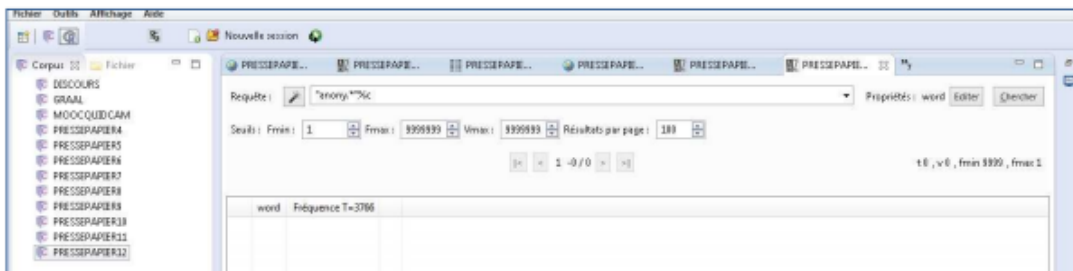 Fichier Outils Affichage Aide
Nouvelle session
Corpus Fichier
DISCOURS
GRAAL
MOOCQUIDCAM
PRESSEPAPIER4
PRESSEPAPIER5
PRESSEPAPIER6
PRESSEPAPIER7
PRESSEPAPIER8
PRESSEPAPIER9
PRESSEPAPIER10
PRESSEPAPIER11
PRESSEPAPIER12
PRESSEPAPIE... PRESSEPAPIE... PRESSEPAPIE... PRESSEPAPIE... PRESSEPAPIE... PRESSEPAPIE...
Requête : "anony.*"%c Propriétés : word Editer Chercher
Seuils : Fmin : 1 Fmax : 9999999 Vmax : 9999999 Résultats par page : 100
1 -0 / 0 t 0 , v 0 , fmin 9999 , fmax 1
word Fréquence T=3766